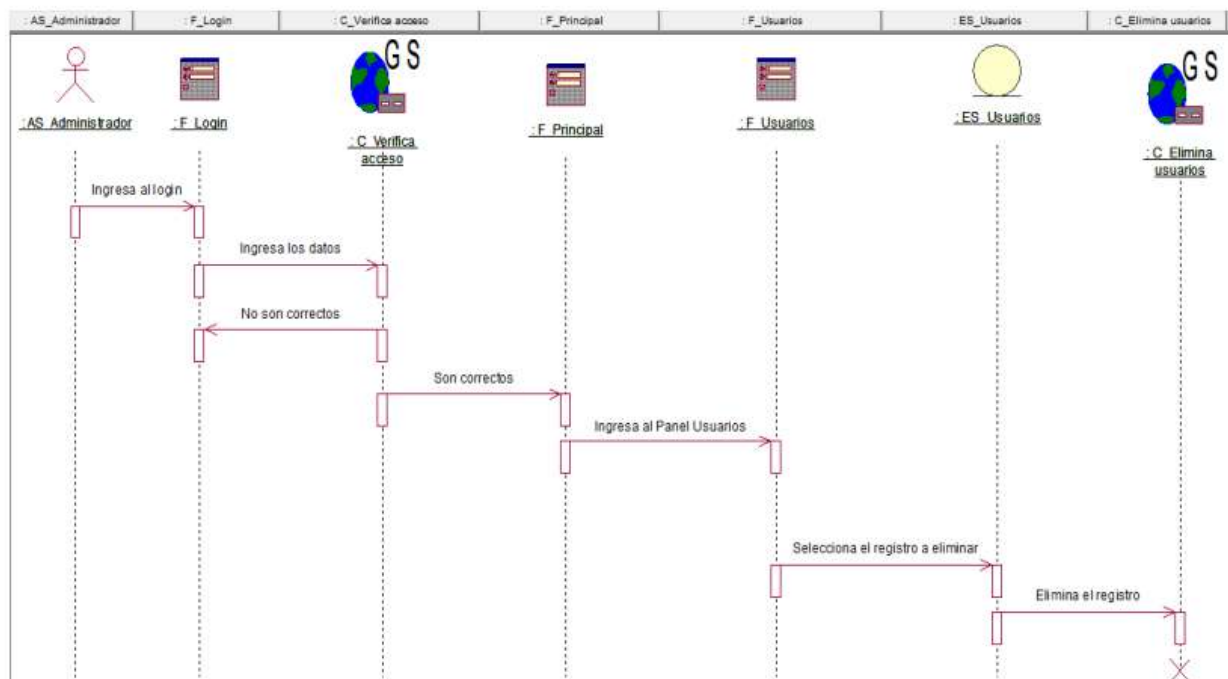 : AS_Administrador
: F_Login
: C_Verifica acceso
: F_Principal
: F_Usuarios
: ES_Usuarios
: C_Elimina usuarios
G S
G S
: AS_Administrador
: F_Login
: C_Verifica
acceso
: F_Principal
: F_Usuarios
: ES_Usuarios
: C_Elimina
usuarios
Ingresa al login
Ingresa los datos
No son correctos
Son correctos
Ingresa al Panel Usuarios
Selecciona el registro a eliminar
Elimina el registro